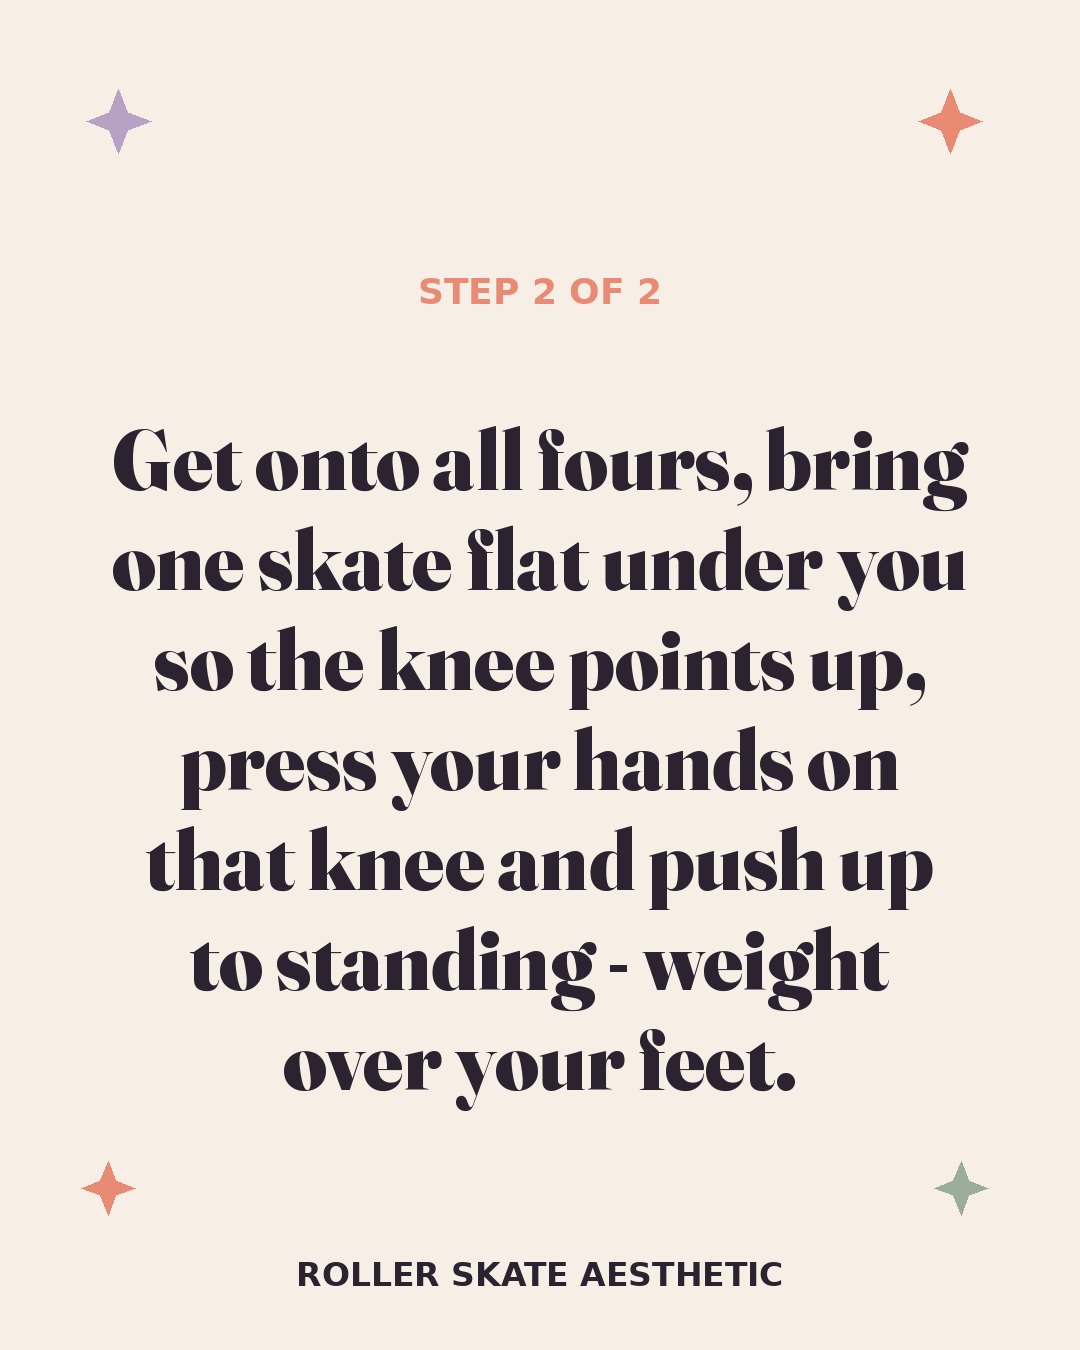 STEP 2 OF 2
Get onto all fours, bring
one skate flat under you
so the knee points up,
press your hands on
that knee and push up
to standing - weight
over your feet.
ROLLER SKATE AESTHETIC